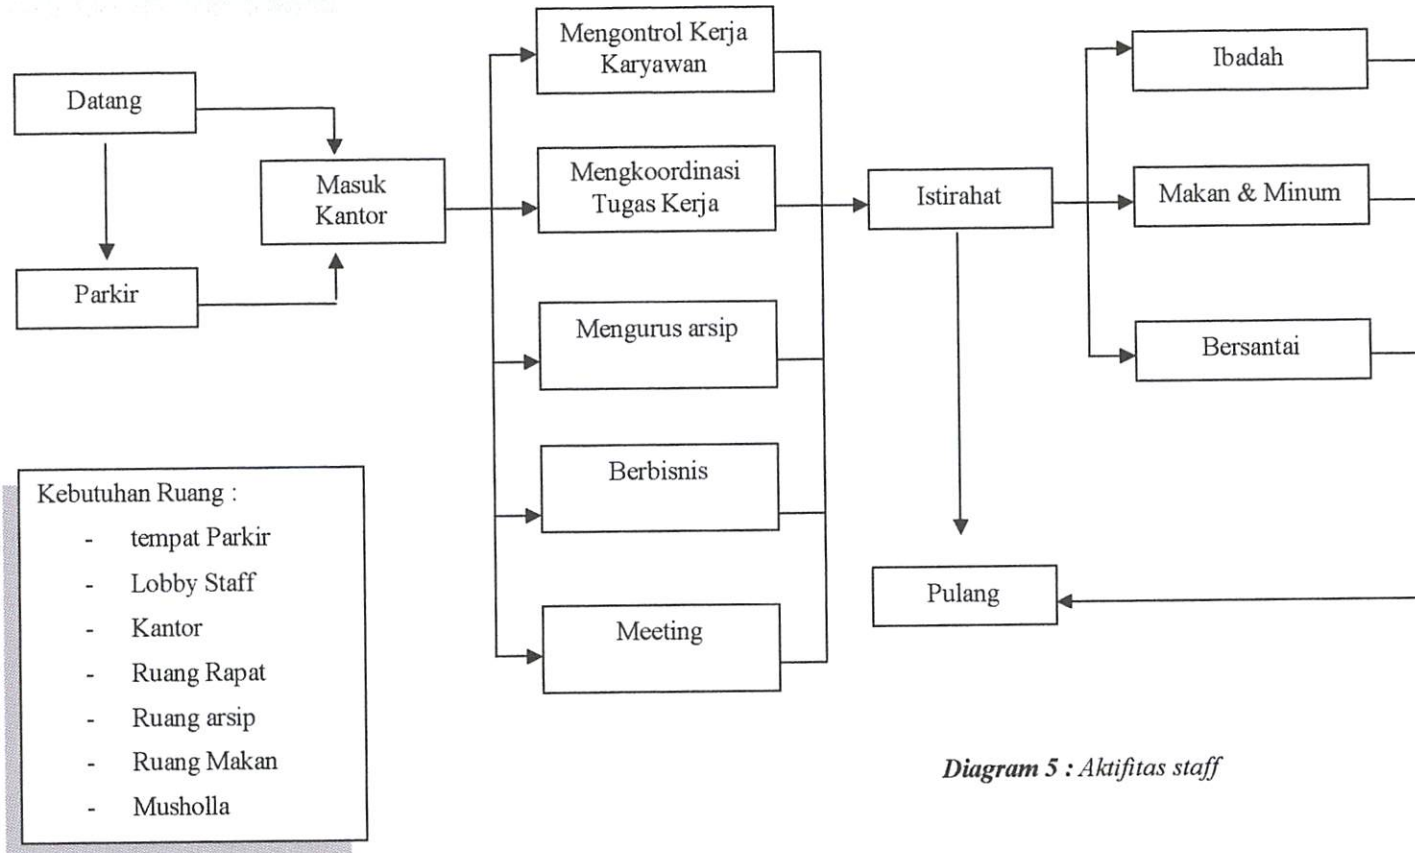 Datang
Parkir
Masuk
Kantor
Mengontrol Kerja
Karyawan
Mengkoordinasi
Tugas Kerja
Mengurus arsip
Berbisnis
Meeting
Istirahat
Ibadah
Makan & Minum
Bersantai
Pulang
Kebutuhan Ruang :
- tempat Parkir
- Lobby Staff
- Kantor
- Ruang Rapat
- Ruang arsip
- Ruang Makan
- Musholla
Diagram 5 : Aktifitas staff